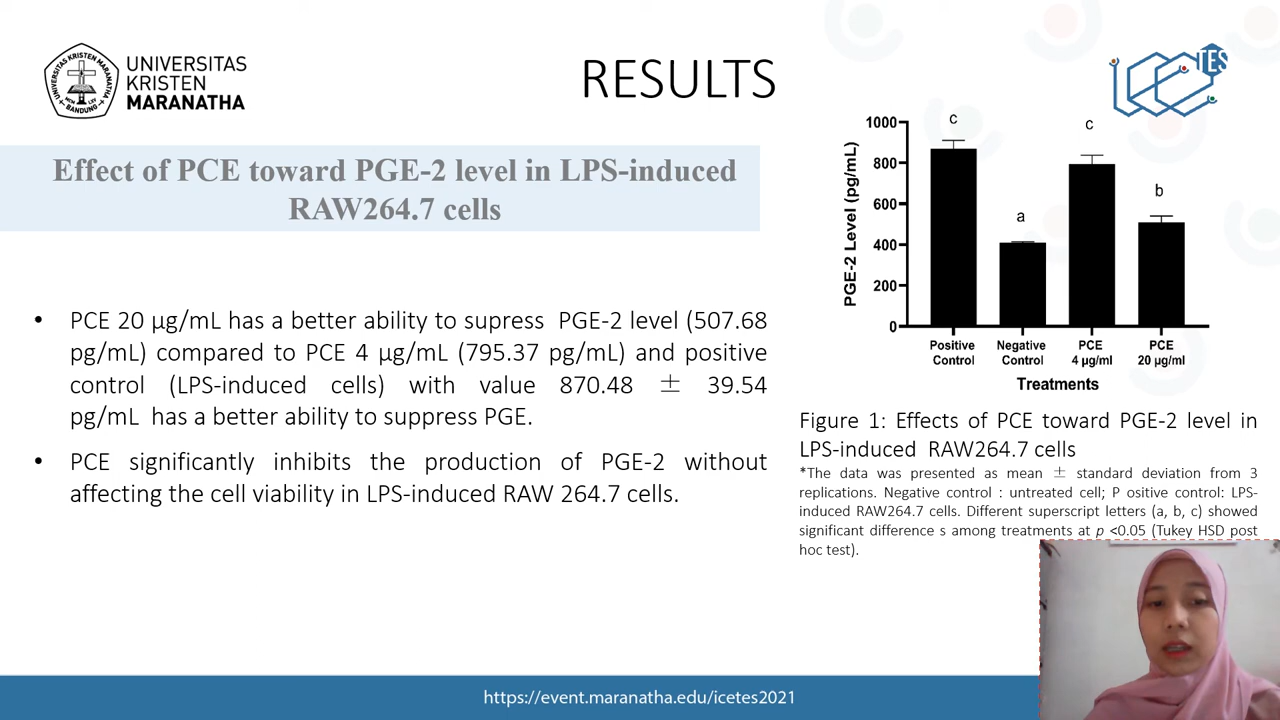 UNIVERSITAS
KRISTEN
MARANATHA
RESULTS
TES
Effect of PCE toward PGE-2 level in LPS-induced
RAW264.7 cells
• PCE 20 µg/mL has a better ability to supress PGE-2 level (507.68
pg/mL) compared to PCE 4 µg/mL (795.37 pg/mL) and positive
control (LPS-induced cells) with value 870.48 ± 39.54
pg/mL has a better ability to suppress PGE.
• PCE significantly inhibits the production of PGE-2 without
affecting the cell viability in LPS-induced RAW 264.7 cells.
PGE-2 Level (pg/mL)
1000
800
600
400
200
0
c
a
c
b
Positive
Control
Negative
Control
PCE
4 µg/ml
PCE
20 µg/ml
Treatments
Figure 1: Effects of PCE toward PGE-2 level in
LPS-induced RAW264.7 cells
*The data was presented as mean ± standard deviation from 3
replications. Negative control : untreated cell; P ositive control: LPS-
induced RAW264.7 cells. Different superscript letters (a, b, c) showed
significant difference s among treatments at p <0.05 (Tukey HSD post
hoc test).
https://event.maranatha.edu/icetes2021